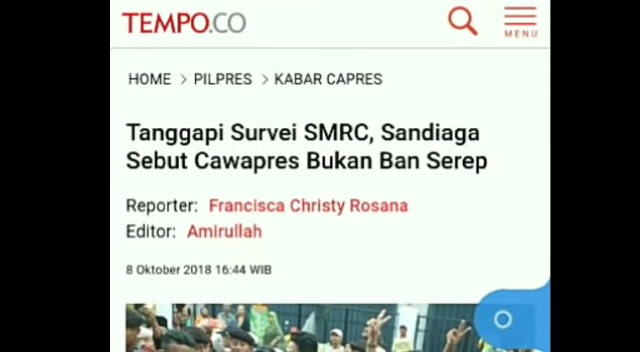 TEMPO.CO
MENU
HOME > PILPRES > KABAR CAPRES
Tanggapi Survei SMRC, Sandiaga
Sebut Cawapres Bukan Ban Serep
Reporter: Francisca Christy Rosana
Editor: Amirullah
8 Oktober 2018 16:44 WIB